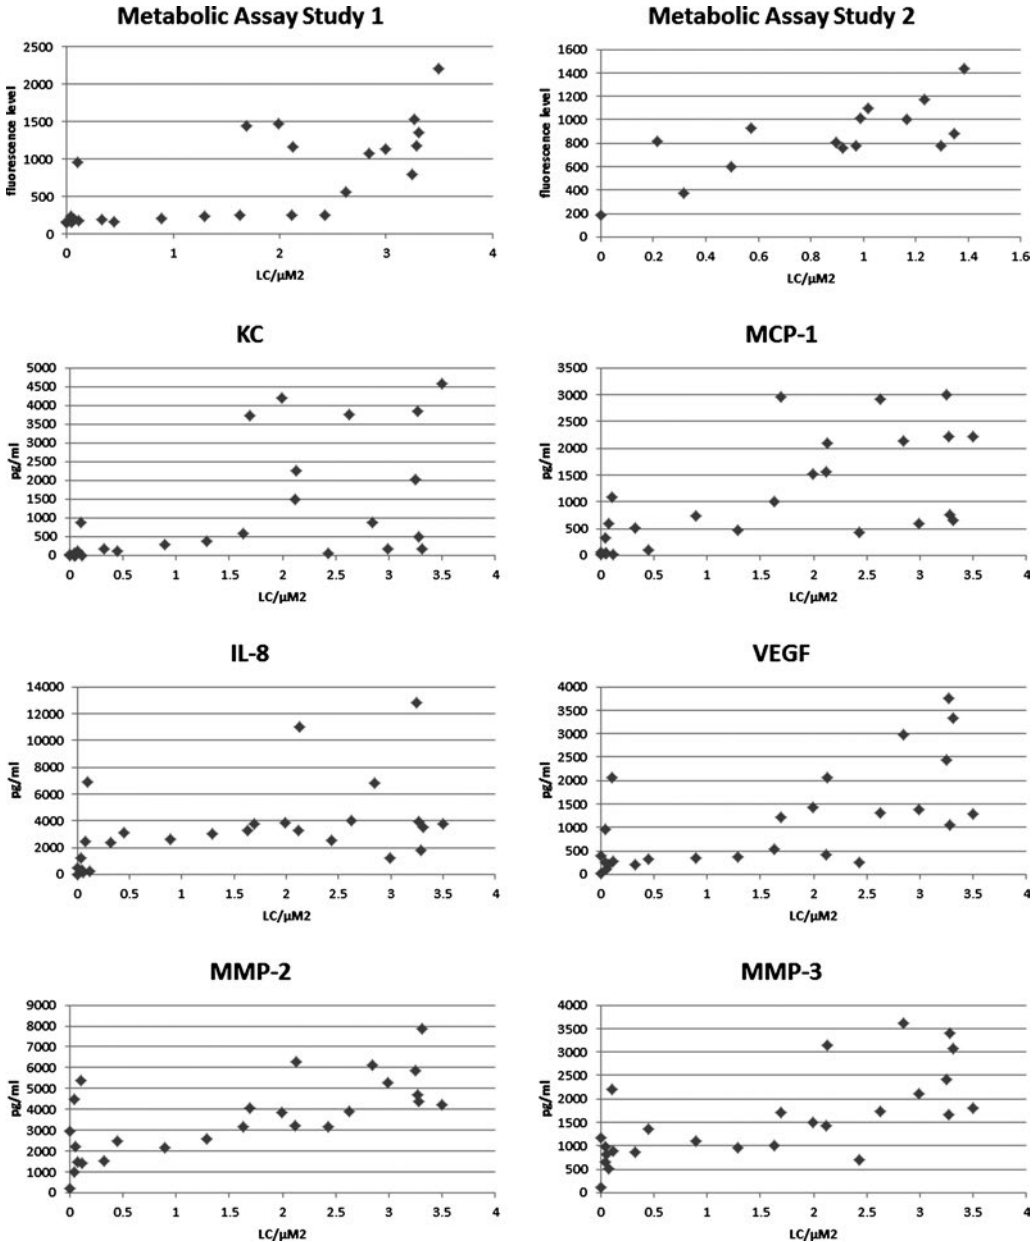 Metabolic Assay Study 1
2500
2000
1500
1000
500
0
fluorescence level
0 1 2 3 4
LC/µM2
Metabolic Assay Study 2
1600
1400
1200
1000
800
600
400
200
0
fluorescence level
0 0.2 0.4 0.6 0.8 1 1.2 1.4 1.6
LC/µM2
KC
5000
4500
4000
3500
3000
2500
2000
1500
1000
500
0
pg/ml
0 0.5 1 1.5 2 2.5 3 3.5 4
LC/µM2
MCP-1
3500
3000
2500
2000
1500
1000
500
0
pg/ml
0 0.5 1 1.5 2 2.5 3 3.5 4
LC/µM2
IL-8
14000
12000
10000
8000
6000
4000
2000
0
pg/ml
0 0.5 1 1.5 2 2.5 3 3.5 4
LC/µM2
VEGF
4000
3500
3000
2500
2000
1500
1000
500
0
pg/ml
0 0.5 1 1.5 2 2.5 3 3.5 4
LC/µM2
MMP-2
9000
8000
7000
6000
5000
4000
3000
2000
1000
0
pg/ml
0 0.5 1 1.5 2 2.5 3 3.5 4
LC/µM2
MMP-3
4000
3500
3000
2500
2000
1500
1000
500
0
pg/ml
0 0.5 1 1.5 2 2.5 3 3.5 4
LC/µM2